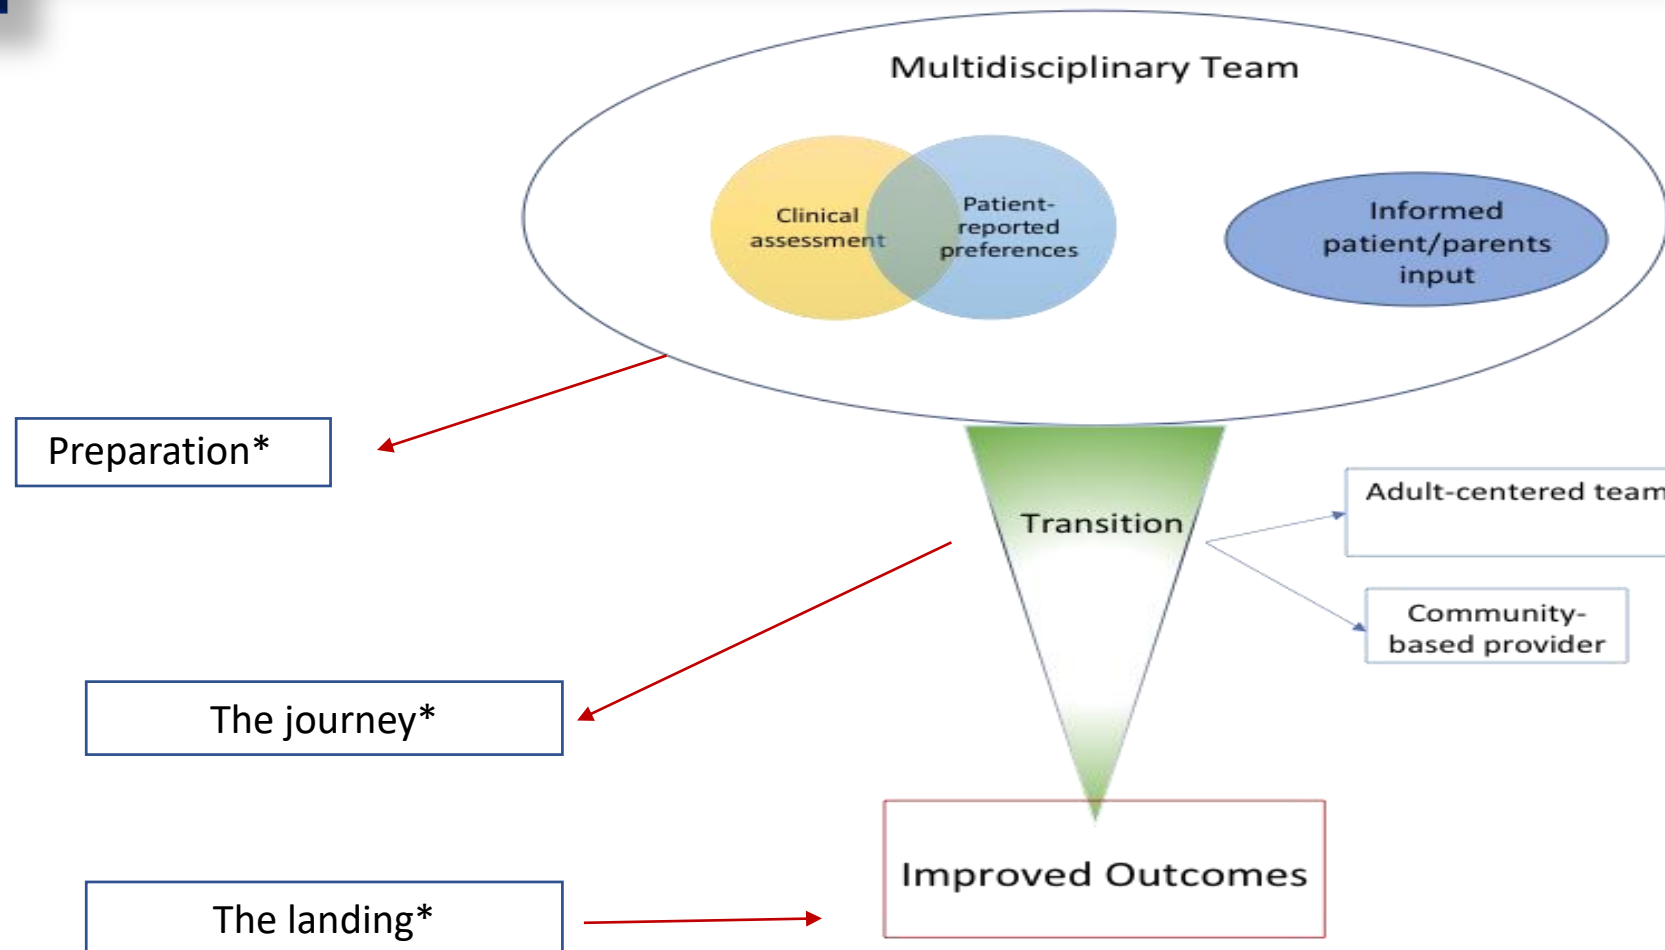 Multidisciplinary Team
Clinical
assessment
Patient-
reported
preferences
Informed
patient/parents
input
Preparation*
Transition
Adult-centered team
Community-
based provider
The journey*
Improved Outcomes
The landing*